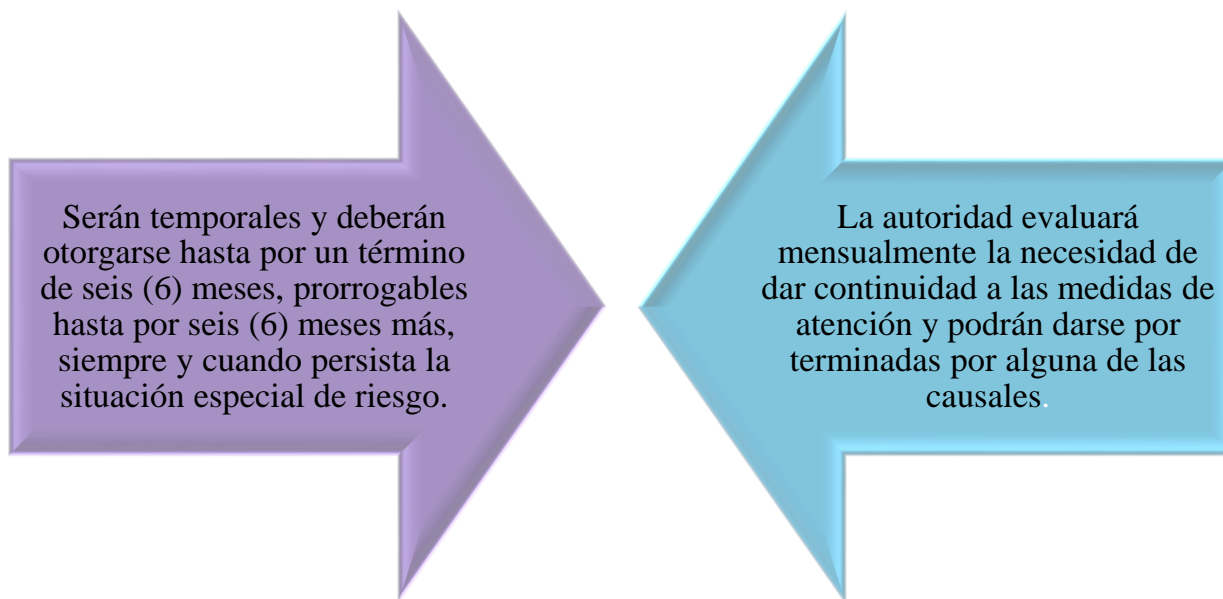 Serán temporales y deberán
otorgarse hasta por un término
de seis (6) meses, prorrogables
hasta por seis (6) meses más,
siempre y cuando persista la
situación especial de riesgo.
La autoridad evaluará
mensualmente la necesidad de
dar continuidad a las medidas de
atención y podrán darse por
terminadas por alguna de las
causales.